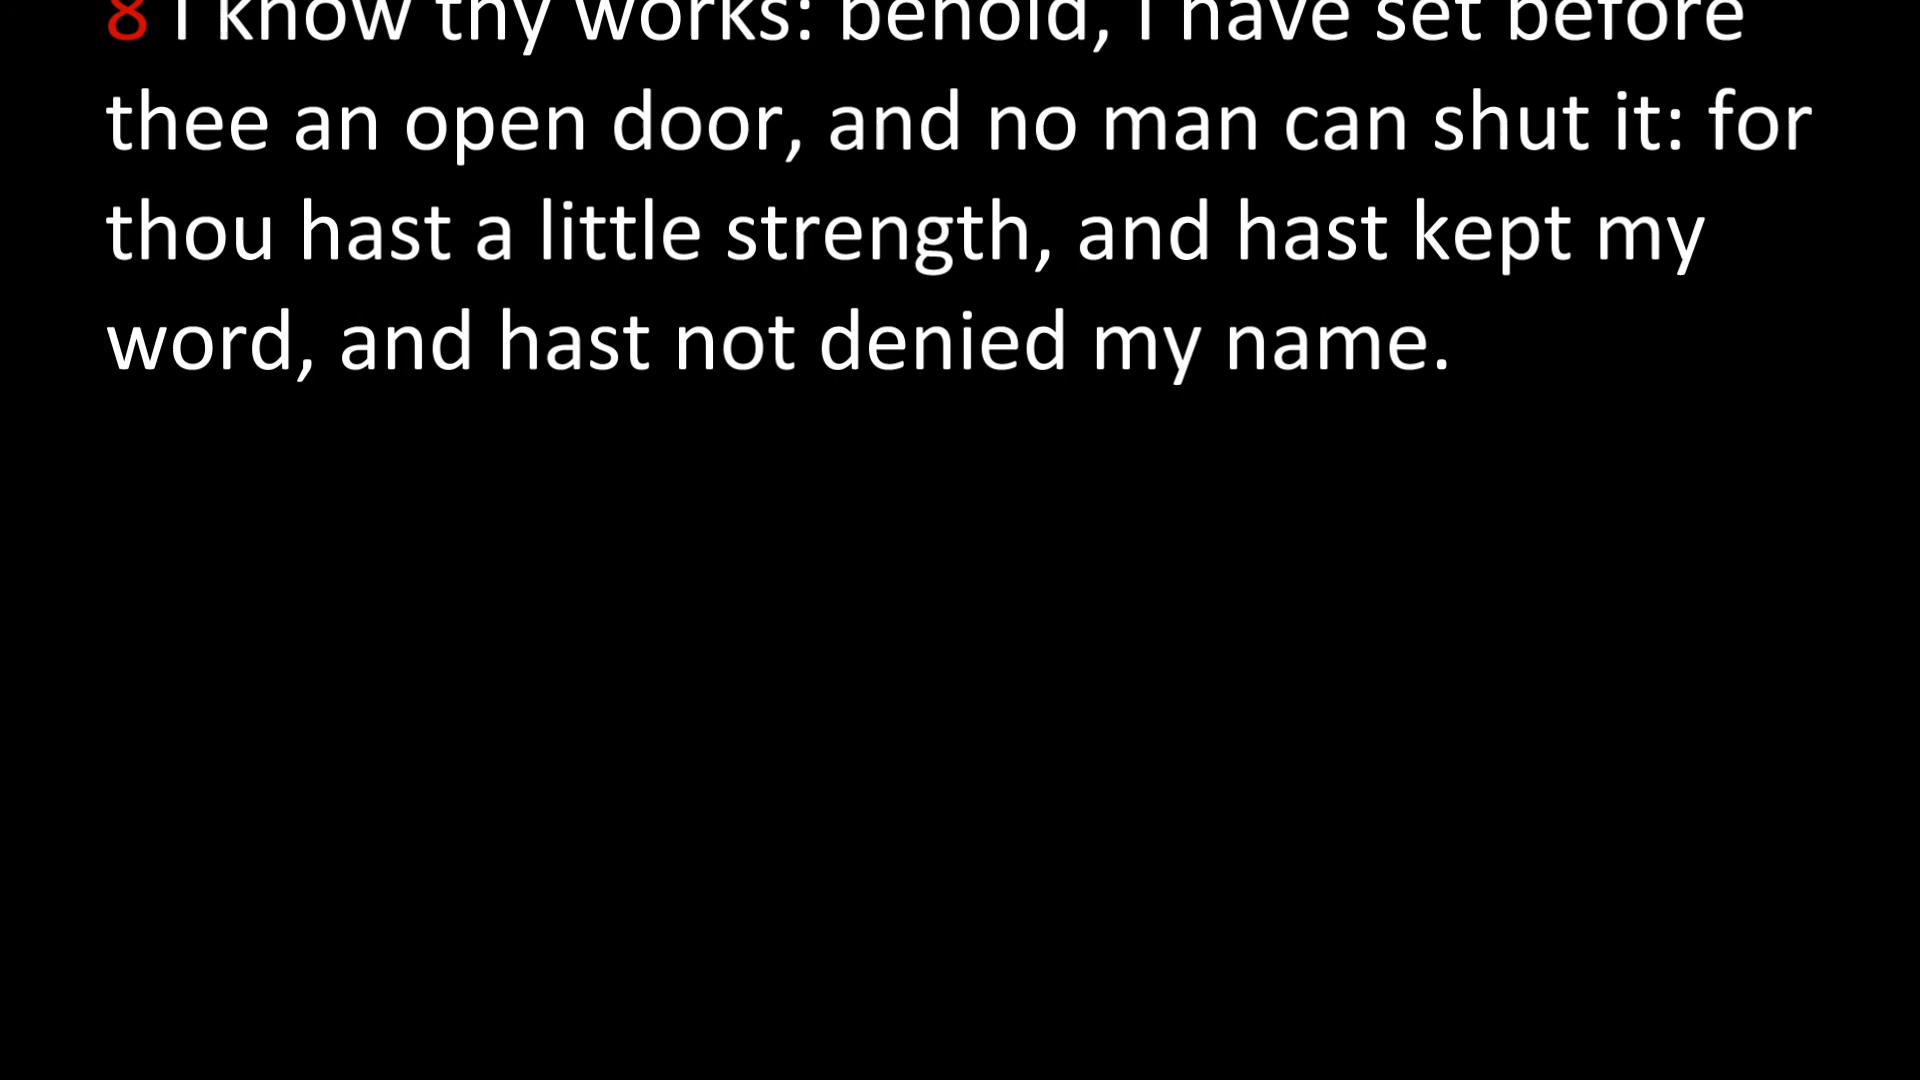 8 I know thy works: behold, I have set before
thee an open door, and no man can shut it: for
thou hast a little strength, and hast kept my
word, and hast not denied my name.